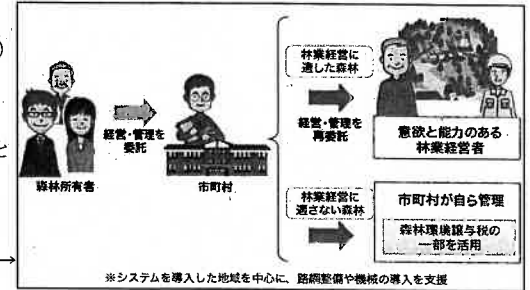 森林所有者
経営・管理を
委託
市町村
林業経営に
適した森林
経営・管理を
再委託
意欲と能力のある
林業経営者
林業経営に
適さない森林
市町村が自ら管理
森林環境譲与税の
一部を活用
※システムを導入した地域を中心に、路網整備や機械の導入を支援